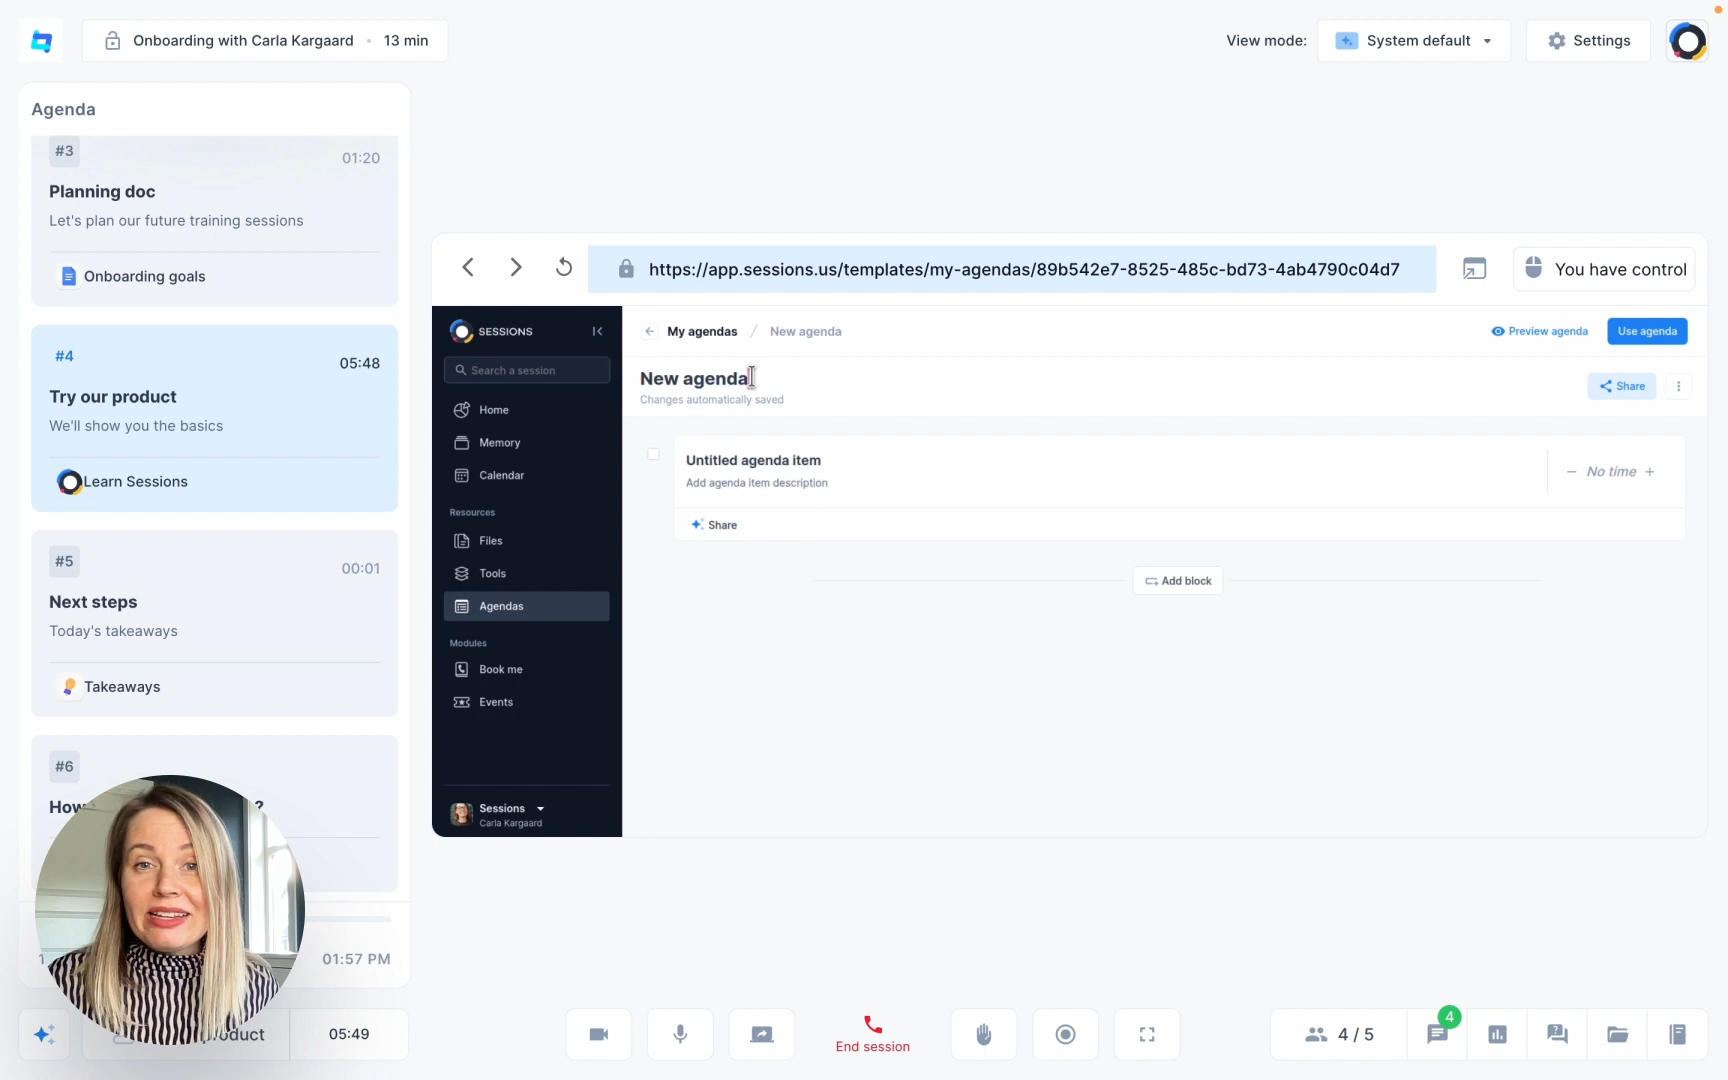 Onboarding with Carla Kargaard • 13 min
View mode:
System default
Settings
Agenda
#3
01:20
Planning doc
Let's plan our future training sessions
Onboarding goals
#4
05:48
Try our product
We'll show you the basics
Learn Sessions
#5
00:01
Next steps
Today's takeaways
Takeaways
#6
?
01:57 PM
05:49
https://app.sessions.us/templates/my-agendas/89b542e7-8525-485c-bd73-4ab4790c04d7
You have control
SESSIONS
Search a session
Home
Memory
Calendar
Resources
Files
Tools
Agendas
Modules
Book me
Events
Sessions
Carla Kargaard
My agendas / New agenda
Preview agenda
Use agenda
New agenda
Changes automatically saved
Share
Untitled agenda item
Add agenda item description
− No time +
Share
Add block
End session
4 / 5
4